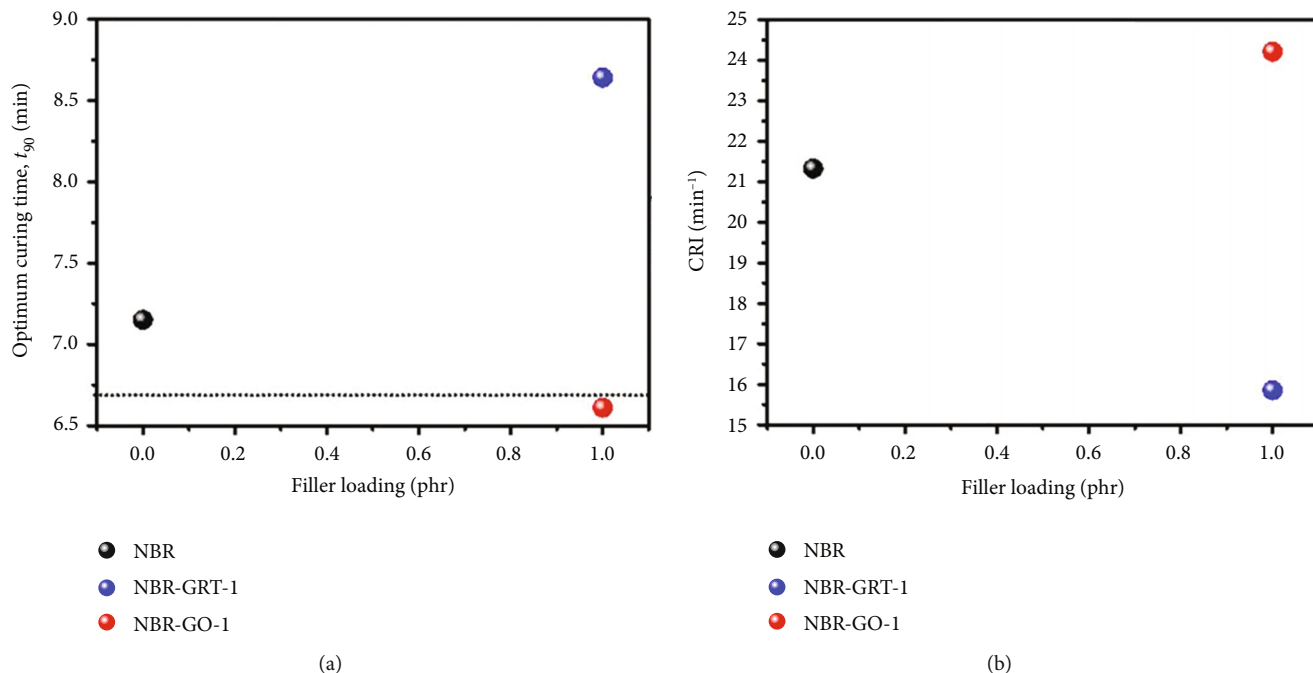 9.0
8.5
8.0
7.5
7.0
6.5
Optimum curing time, t90 (min)
0.0 0.2 0.4 0.6 0.8 1.0
Filler loading (phr)
NBR
NBR-GRT-1
NBR-GO-1
(a)
25
24
23
22
21
20
19
18
17
16
15
CRI (min⁻¹)
0.0 0.2 0.4 0.6 0.8 1.0
Filler loading (phr)
NBR
NBR-GRT-1
NBR-GO-1
(b)